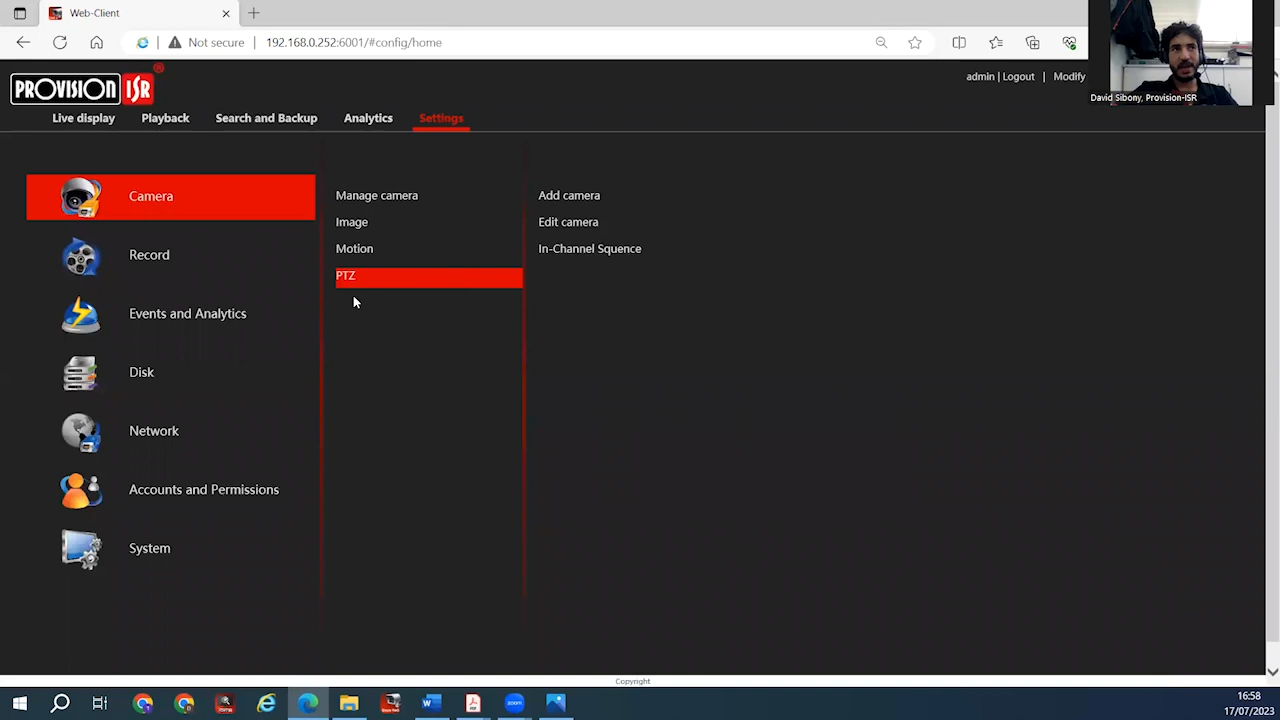 Web-Client
Not secure
192.168.0.252:6001/#config/home
PROVISION ISR
admin | Logout | Modify
David Sibony, Provision-ISR
Live display
Playback
Search and Backup
Analytics
Settings
Camera
Record
Events and Analytics
Disk
Network
Accounts and Permissions
System
Manage camera
Image
Motion
PTZ
Add camera
Edit camera
In-Channel Squence
Copyright
zoom
16:58
17/07/2023